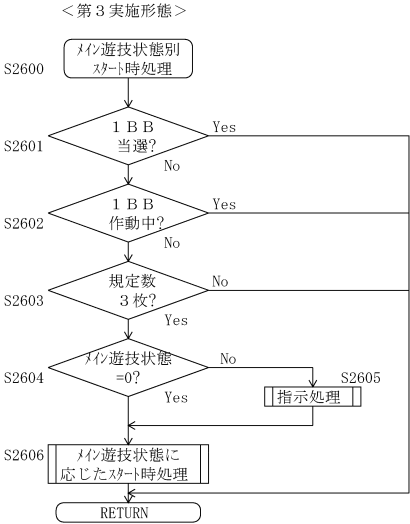 ＜第３実施形態＞
ﾒｲﾝ遊技状態別
ｽﾀｰﾄ時処理
S2600
１ＢＢ
当選?
Yes
S2601
No
１ＢＢ
作動中?
Yes
S2602
No
規定数
３枚?
No
S2603
Yes
ﾒｲﾝ遊技状態
=0?
No
S2604
Yes
S2605
指示処理
S2606
ﾒｲﾝ遊技状態に
応じたｽﾀｰﾄ時処理
RETURN